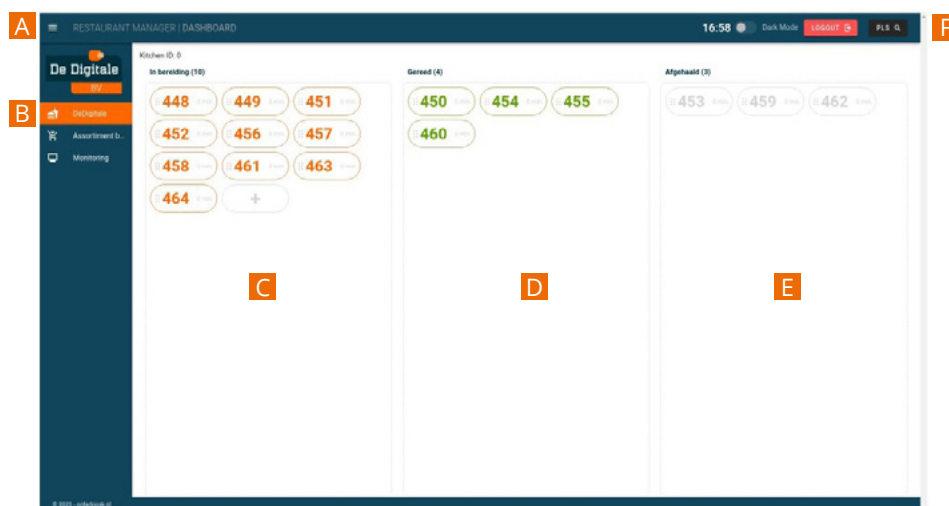 A
RESTAURANT MANAGER | DASHBOARD
16:58
Dark Mode
LOGOUT
PLS
De Digitale
BV
Kitchen ID: 0
In bereiding (10)
Gereed (4)
Afgehaald (3)
B
DeDigitale
Assortiment b...
Monitoring
448 449 451
452 456 457
458 461 463
464 +
450 454 455
460
453 459 462
C
D
E